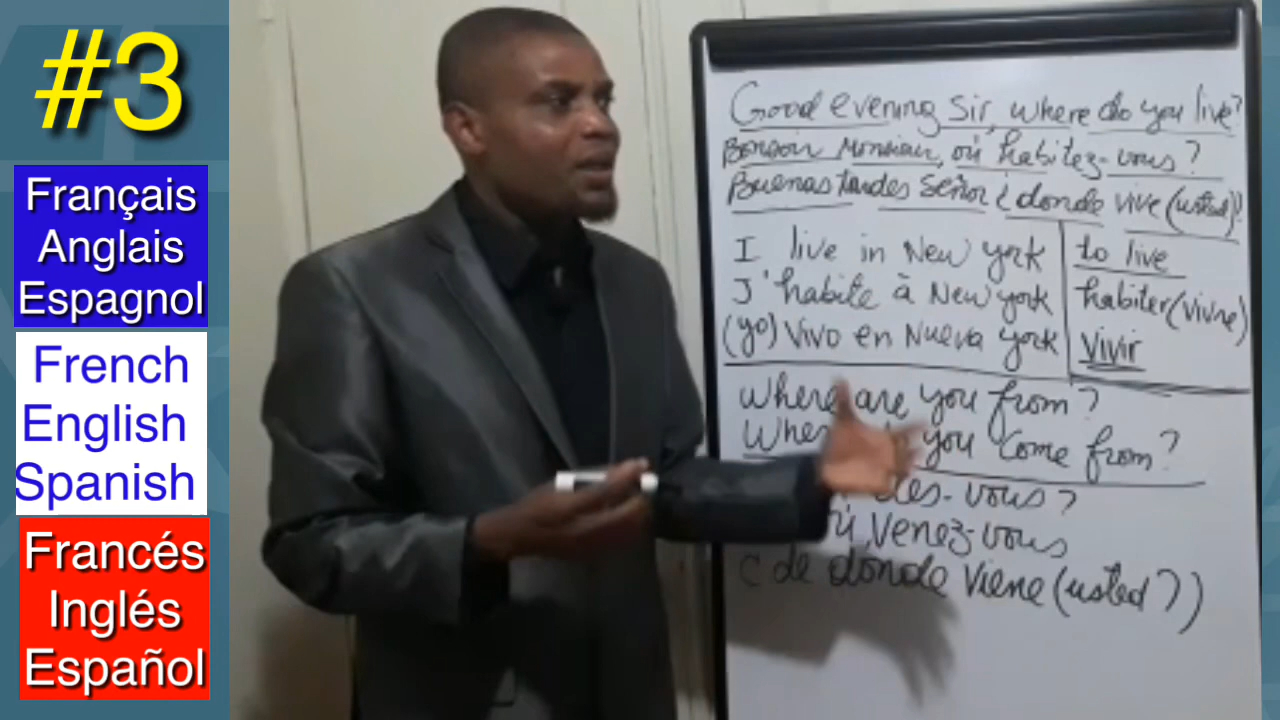 #3
Français
Anglais
Espagnol
French
English
Spanish
Francés
Inglés
Español
Good evening Sir, where do you live?
Bonsoir Monsieur, où habitez-vous?
Buenas tardes Señor ¿ donde vive (usted)?
I live in New york
J'habite à New york
(yo) Vivo en Nueva york
to live
habiter (vivre)
Vivir
Where are you from?
you come from?
-vous?
où venez-vous
¿ de donde viene (usted?)